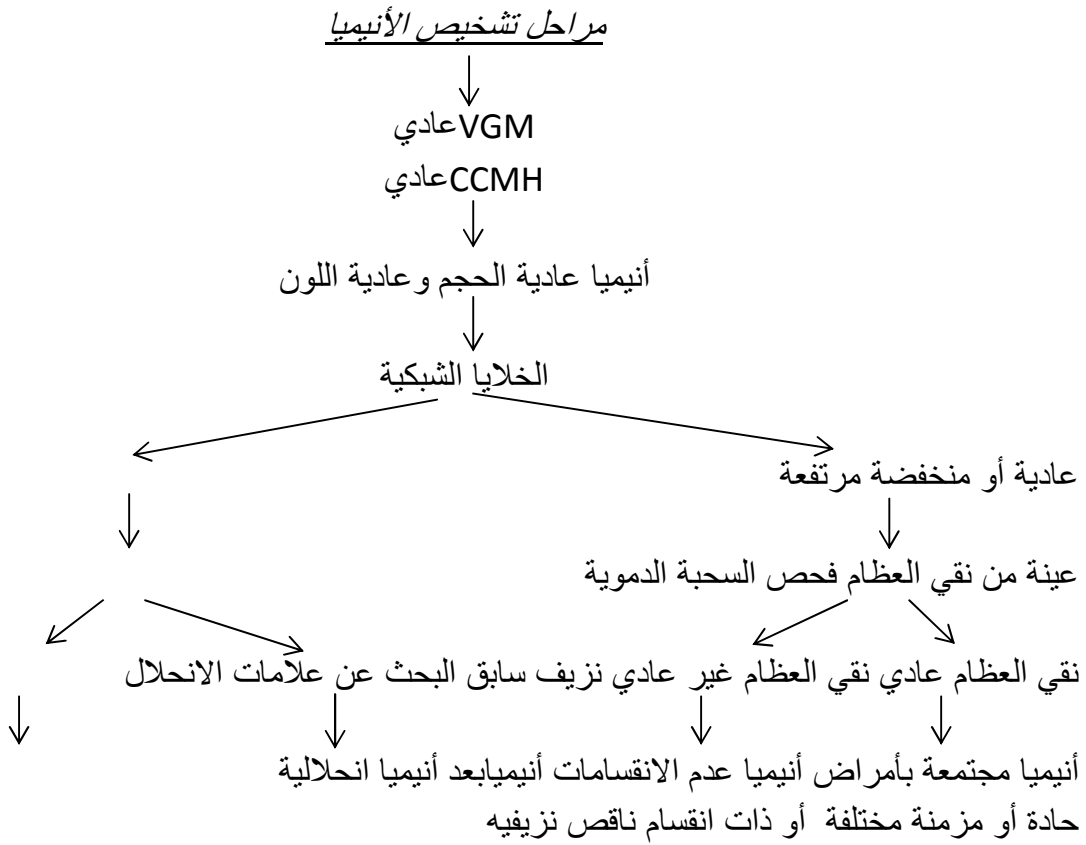 مراحل تشخيص الأنيميا
VGMعادي
CCMHعادي
أنيميا عادية الحجم وعادية اللون
الخلايا الشبكية
عادية أو منخفضة مرتفعة
عينة من نقي العظام فحص السحبة الدموية
نقي العظام عادي نقي العظام غير عادي نزيف سابق البحث عن علامات الانحلال
أنيميا مجتمعة بأمراض أنيميا عدم الانقسامات أنيميابعد أنيميا انحلالية
حادة أو مزمنة مختلفة أو ذات انقسام ناقص نزيفيه